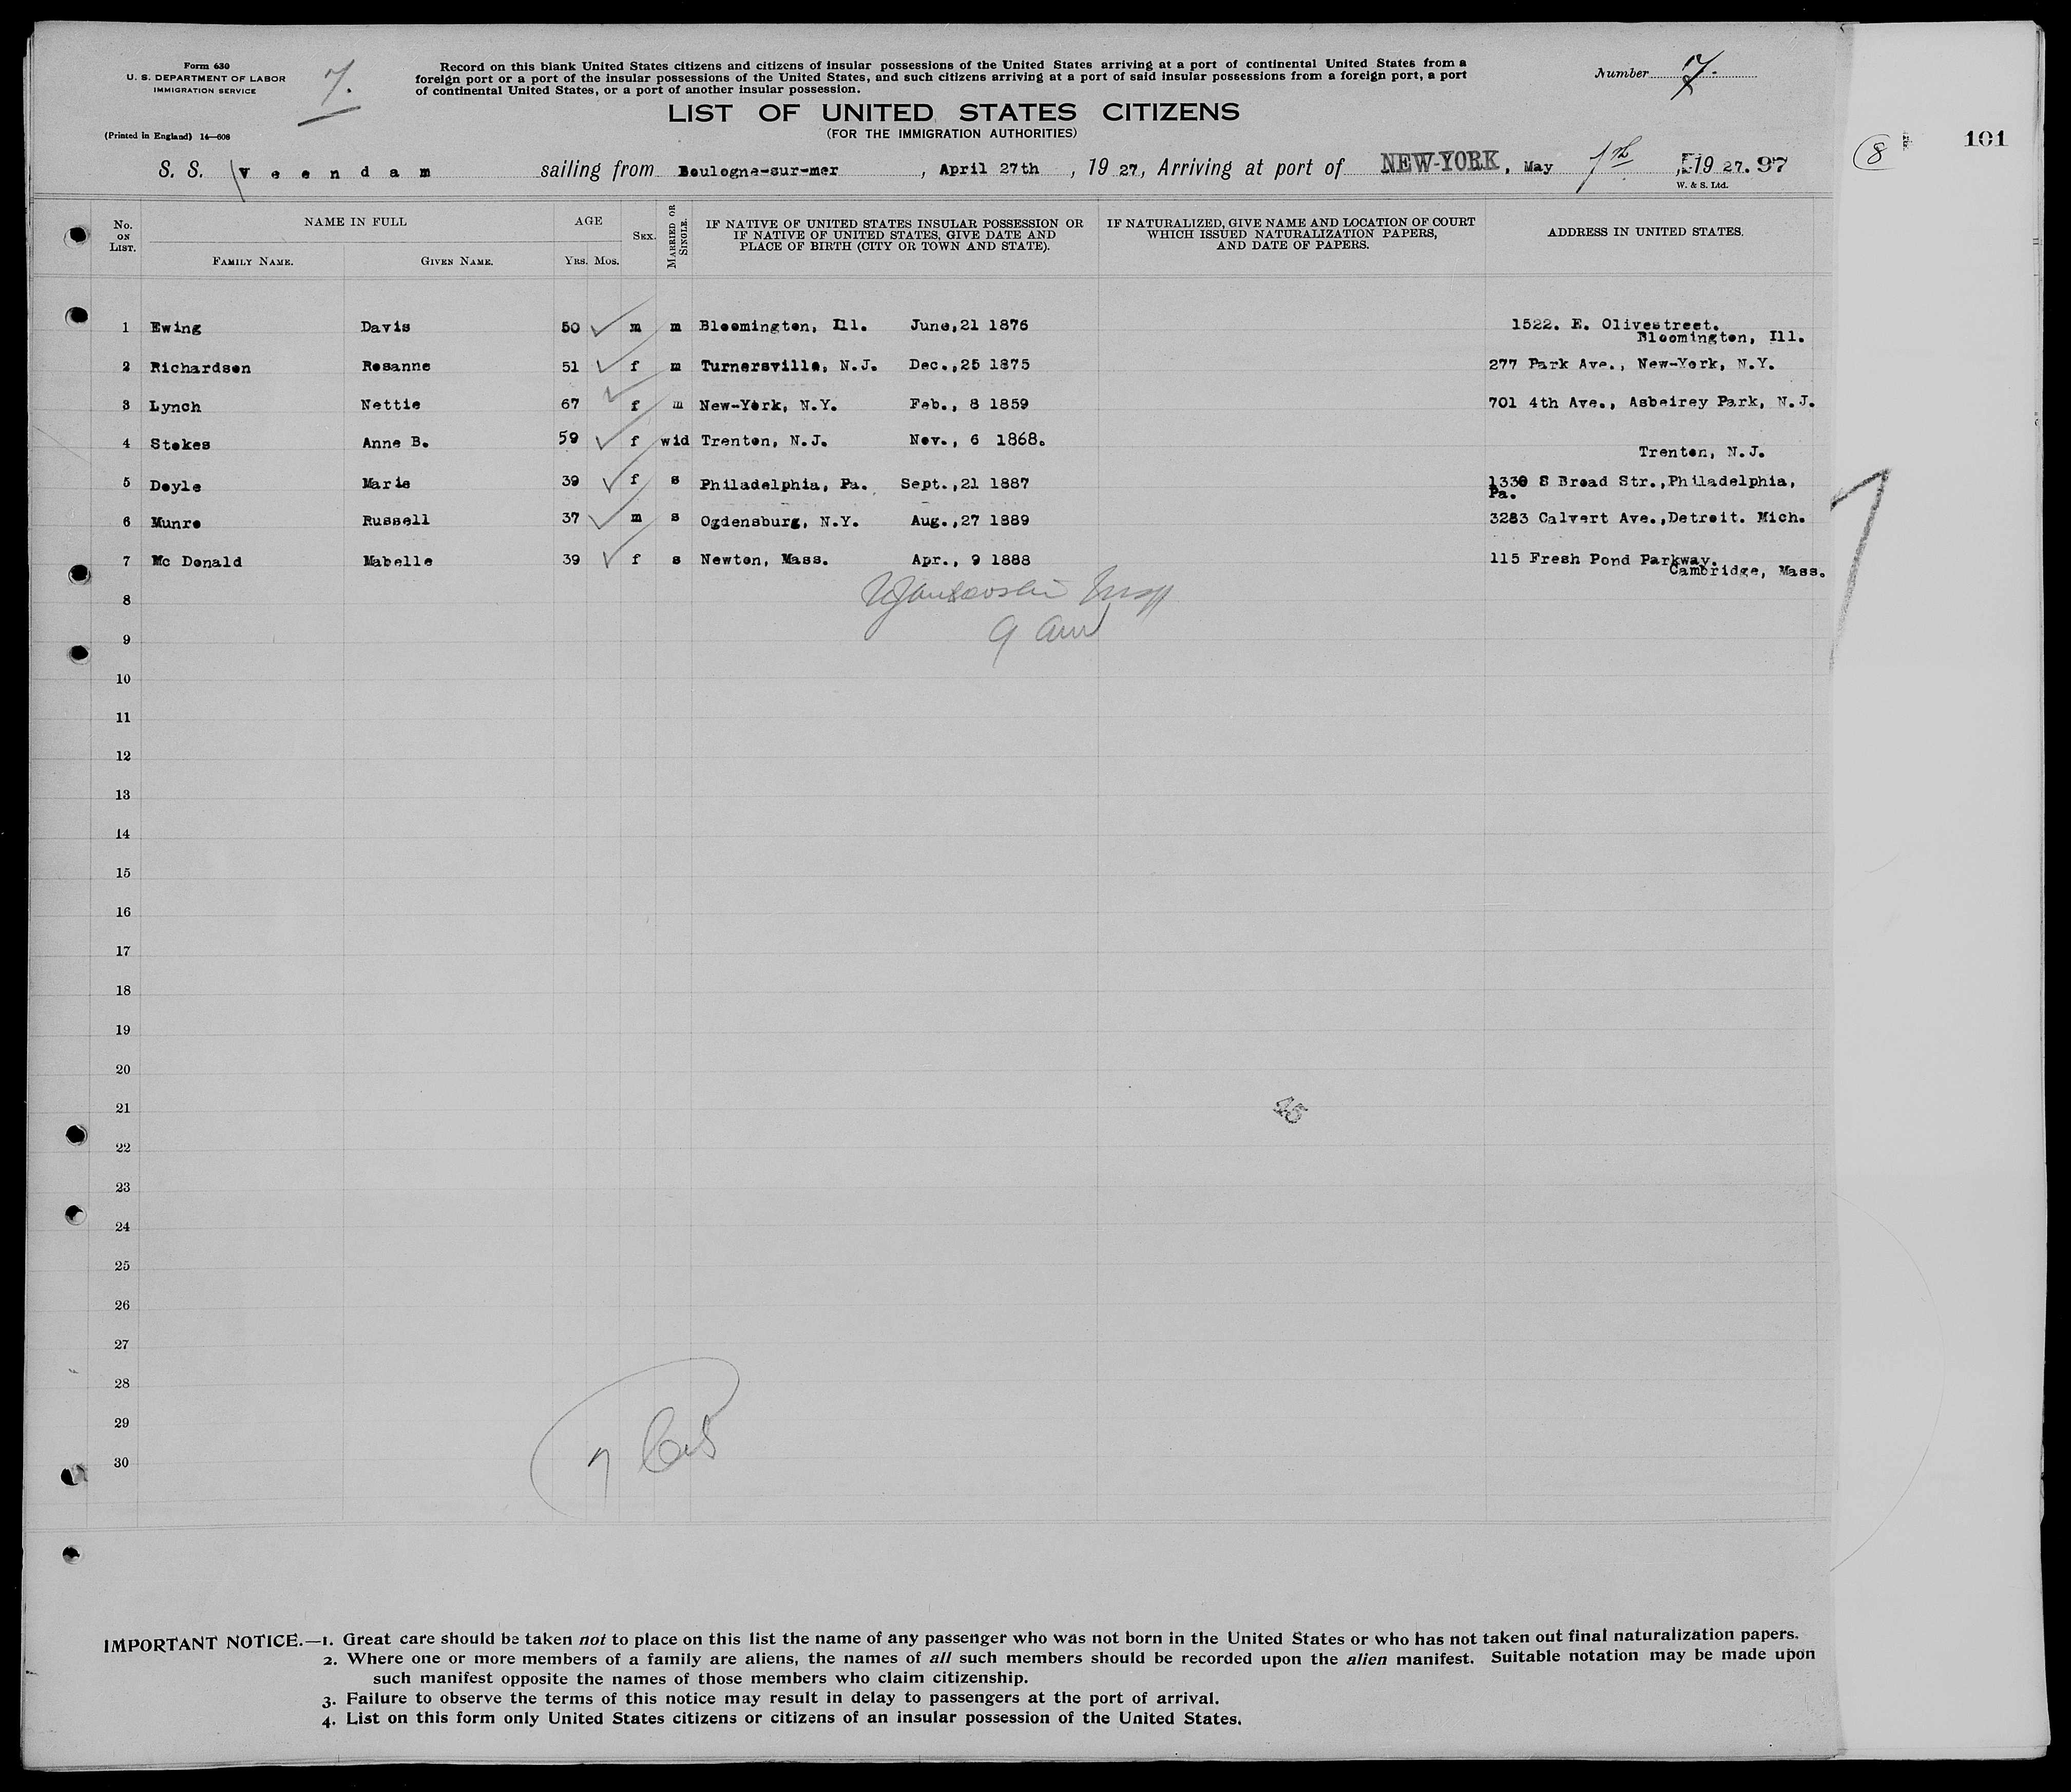 Form 630
U. S. DEPARTMENT OF LABOR
IMMIGRATION SERVICE
(Printed in England) 14—608
7.
Record on this blank United States citizens and citizens of insular possessions of the United States arriving at a port of continental United States from a
foreign port or a port of the insular possessions of the United States, and such citizens arriving at a port of said insular possessions from a foreign port, a port
of continental United States, or a port of another insular possession.
Number 7.
LIST OF UNITED STATES CITIZENS
(FOR THE IMMIGRATION AUTHORITIES)
8 101
S. S. Veendam sailing from Boulogne-sur-mer, April 27th, 19 27, Arriving at port of NEW-YORK, May 7th, 19 27. 97
W. & S. Ltd.
No. ON LIST.
NAME IN FULL
FAMILY NAME. GIVEN NAME.
AGE
YRS. MOS.
SEX.
MARRIED OR SINGLE.
IF NATIVE OF UNITED STATES INSULAR POSSESSION OR
IF NATIVE OF UNITED STATES, GIVE DATE AND
PLACE OF BIRTH (CITY OR TOWN AND STATE).
IF NATURALIZED, GIVE NAME AND LOCATION OF COURT
WHICH ISSUED NATURALIZATION PAPERS,
AND DATE OF PAPERS.
ADDRESS IN UNITED STATES.
1 Ewing Davis 50 m m Bloomington, Ill. June,21 1876 1522. E. Olivestreet.
Bloomington, Ill.
2 Richardson Rosanne 51 f m Turnersville, N.J. Dec.,25 1875 277 Park Ave., New-York, N.Y.
3 Lynch Nettie 67 f m New-York, N.Y. Feb., 8 1859 701 4th Ave., Asbeirey Park, N.J.
4 Stokes Anne B. 59 f wid Trenton, N.J. Nov., 6 1868.
Trenton, N.J.
5 Doyle Marie 39 f s Philadelphia, Pa. Sept.,21 1887 1330 S Broad Str.,Philadelphia,
Pa.
6 Munro Russell 37 m s Ogdensburg, N.Y. Aug.,27 1889 3283 Calvert Ave.,Detroit. Mich.
7 Mc Donald Mabelle 39 f s Newton, Mass. Apr., 9 1888 115 Fresh Pond Parkway.
Cambridge, Mass.
8
9
10
11
12
13
14
15
16
17
18
19
20
21
45
22
23
24
25
26
27
28
29
30
7
IMPORTANT NOTICE.—1. Great care should be taken not to place on this list the name of any passenger who was not born in the United States or who has not taken out final naturalization papers.
2. Where one or more members of a family are aliens, the names of all such members should be recorded upon the alien manifest. Suitable notation may be made upon
such manifest opposite the names of those members who claim citizenship.
3. Failure to observe the terms of this notice may result in delay to passengers at the port of arrival.
4. List on this form only United States citizens or citizens of an insular possession of the United States.